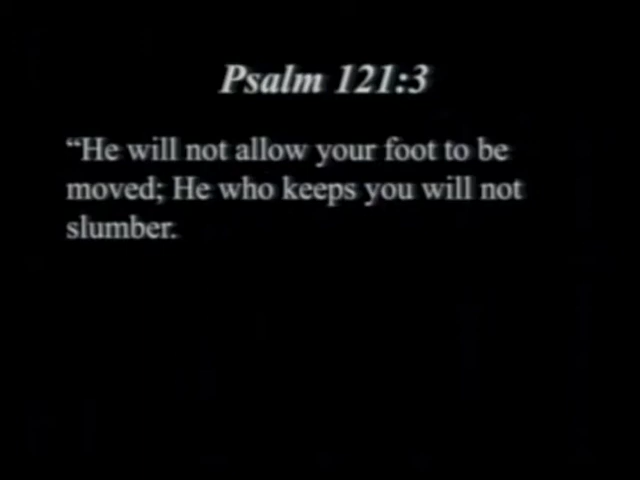 Psalm 121:3
“He will not allow your foot to be
moved; He who keeps you will not
slumber.